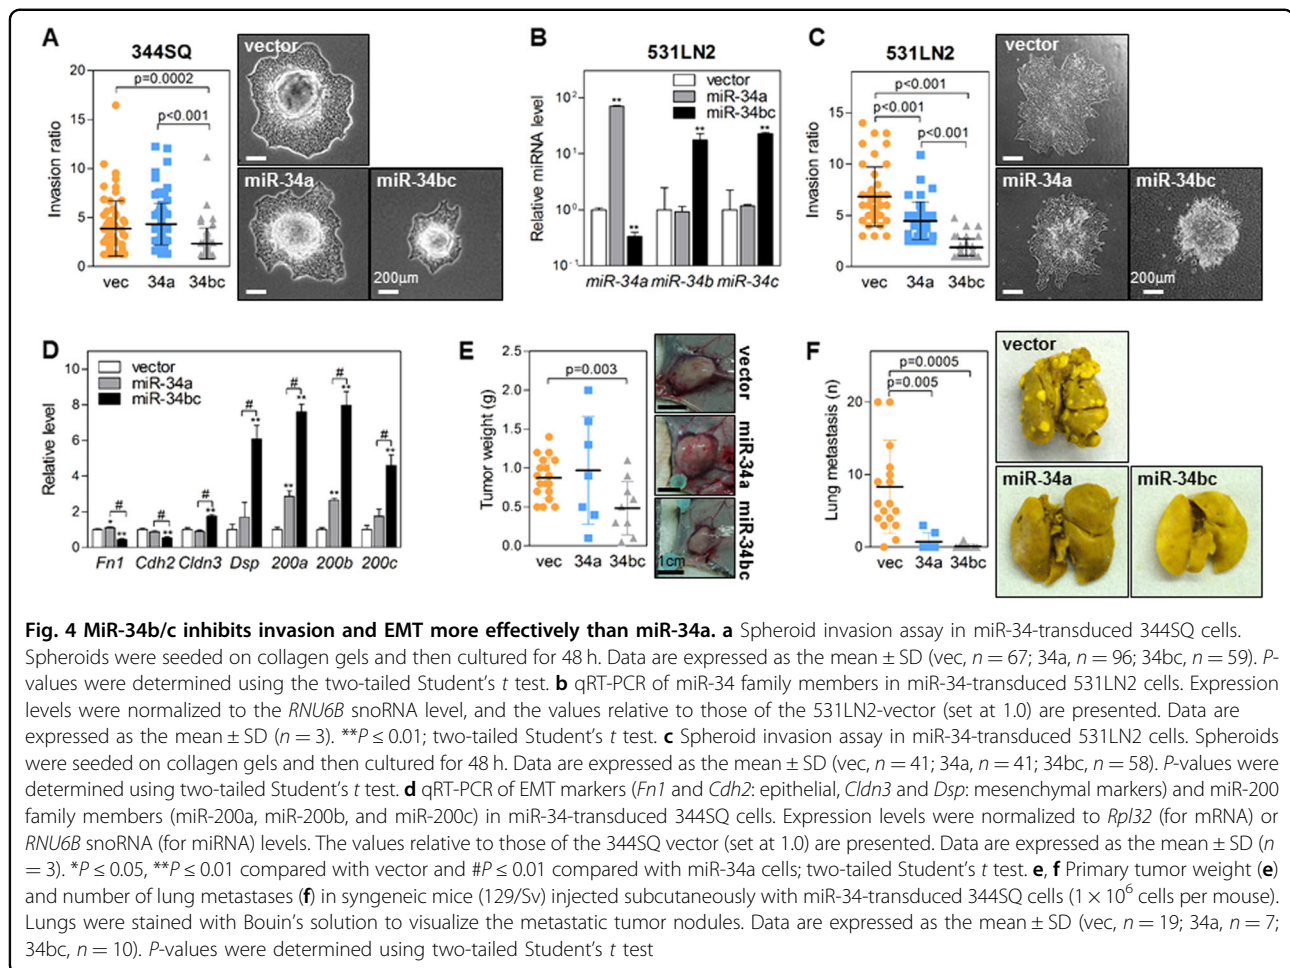 A
344SQ
vector
20
15
10
5
0
Invasion ratio
p=0.0002
p<0.001
vec 34a 34bc
miR-34a
miR-34bc
200μm
B
531LN2
vector
miR-34a
miR-34bc
10²
10¹
10⁰
10⁻¹
Relative miRNA level
**
**
**
**
miR-34a miR-34b miR-34c
C
531LN2
vector
20
15
10
5
0
Invasion ratio
p<0.001
p<0.001
p<0.001
vec 34a 34bc
miR-34a
miR-34bc
200μm
D
vector
miR-34a
miR-34bc
10
8
6
4
2
0
Relative level
* # **
# **
# **
# **
** # **
** # **
# **
Fn1 Cdh2 Cldn3 Dsp 200a 200b 200c
E
2.5
2.0
1.5
1.0
0.5
0.0
Tumor weight (g)
p=0.003
vec 34a 34bc
vector
miR-34a
miR-34bc
1cm
F
20
10
0
Lung metastasis (n)
p=0.0005
p=0.005
vec 34a 34bc
vector
miR-34a
miR-34bc
Fig. 4 MiR-34b/c inhibits invasion and EMT more effectively than miR-34a. a Spheroid invasion assay in miR-34-transduced 344SQ cells.
Spheroids were seeded on collagen gels and then cultured for 48 h. Data are expressed as the mean ± SD (vec, n = 67; 34a, n = 96; 34bc, n = 59). P-
values were determined using the two-tailed Student’s t test. b qRT-PCR of miR-34 family members in miR-34-transduced 531LN2 cells. Expression
levels were normalized to the RNU6B snoRNA level, and the values relative to those of the 531LN2-vector (set at 1.0) are presented. Data are
expressed as the mean ± SD (n = 3). **P ≤ 0.01; two-tailed Student’s t test. c Spheroid invasion assay in miR-34-transduced 531LN2 cells. Spheroids
were seeded on collagen gels and then cultured for 48 h. Data are expressed as the mean ± SD (vec, n = 41; 34a, n = 41; 34bc, n = 58). P-values were
determined using two-tailed Student’s t test. d qRT-PCR of EMT markers (Fn1 and Cdh2: epithelial, Cldn3 and Dsp: mesenchymal markers) and miR-200
family members (miR-200a, miR-200b, and miR-200c) in miR-34-transduced 344SQ cells. Expression levels were normalized to Rpl32 (for mRNA) or
RNU6B snoRNA (for miRNA) levels. The values relative to those of the 344SQ vector (set at 1.0) are presented. Data are expressed as the mean ± SD (n
= 3). *P ≤ 0.05, **P ≤ 0.01 compared with vector and #P ≤ 0.01 compared with miR-34a cells; two-tailed Student’s t test. e, f Primary tumor weight (e)
and number of lung metastases (f) in syngeneic mice (129/Sv) injected subcutaneously with miR-34-transduced 344SQ cells (1 × 10⁶ cells per mouse).
Lungs were stained with Bouin’s solution to visualize the metastatic tumor nodules. Data are expressed as the mean ± SD (vec, n = 19; 34a, n = 7;
34bc, n = 10). P-values were determined using two-tailed Student’s t test